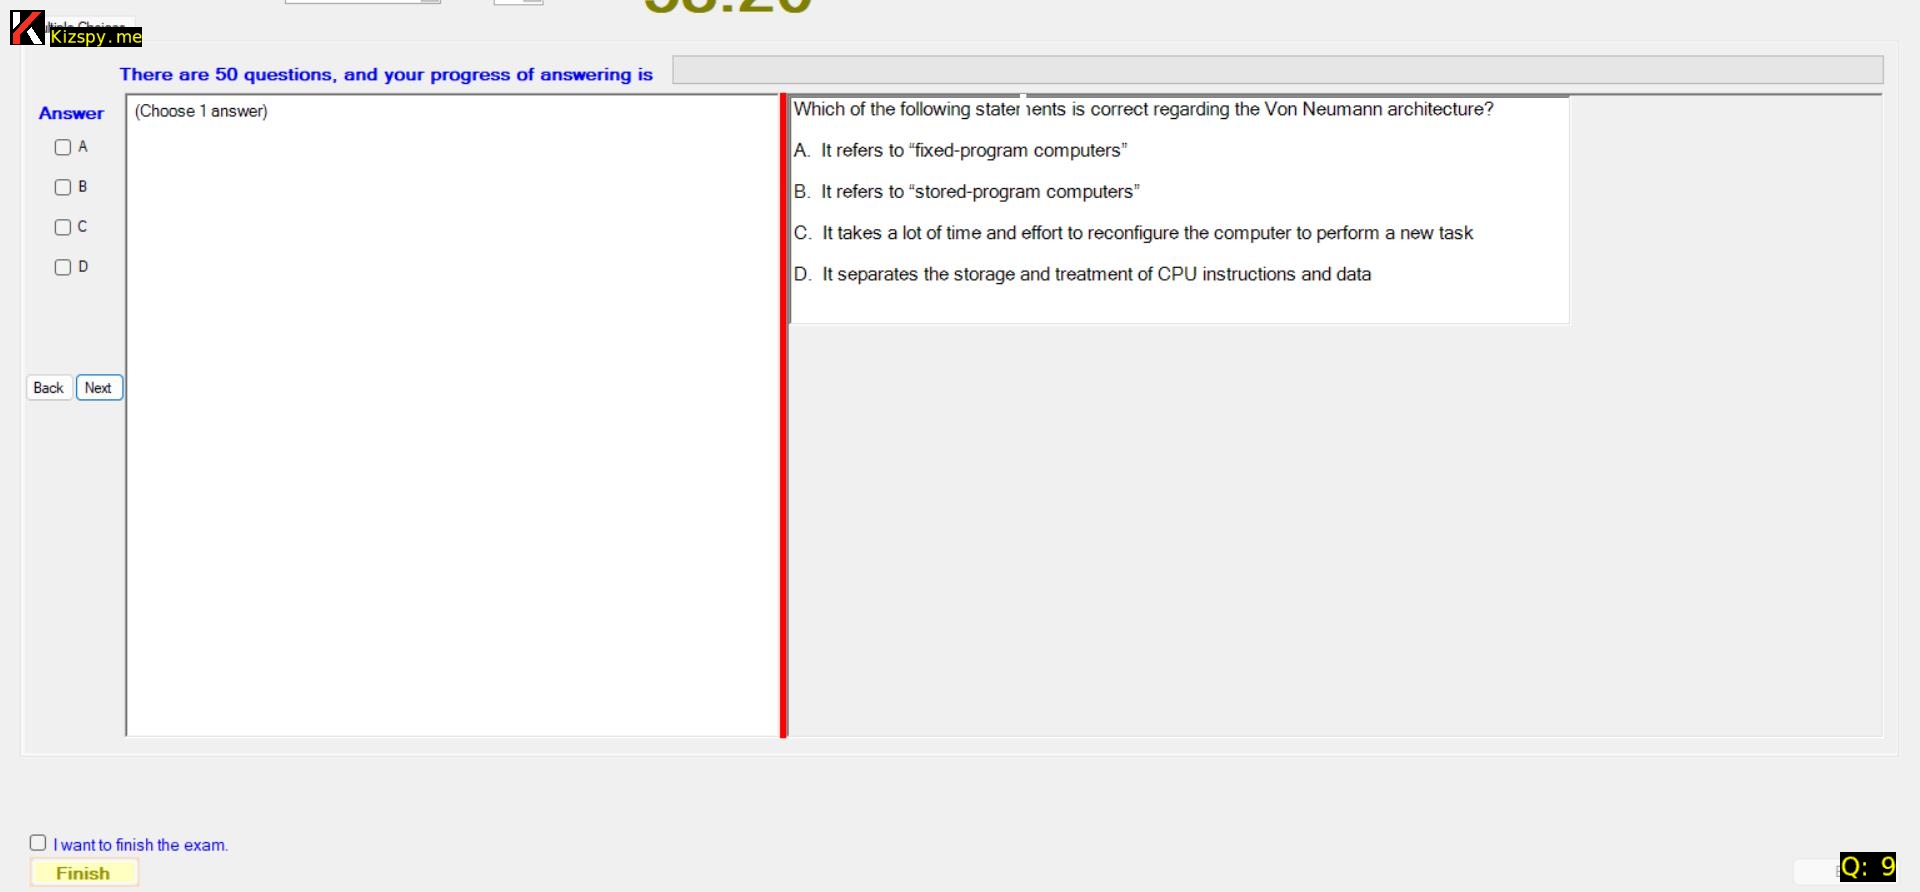 Kizspy.me
There are 50 questions, and your progress of answering is
Answer
(Choose 1 answer)
A
B
C
D
Back
Next
Which of the following statements is correct regarding the Von Neumann architecture?
A. It refers to “fixed-program computers”
B. It refers to “stored-program computers”
C. It takes a lot of time and effort to reconfigure the computer to perform a new task
D. It separates the storage and treatment of CPU instructions and data
I want to finish the exam.
Finish
Q: 9